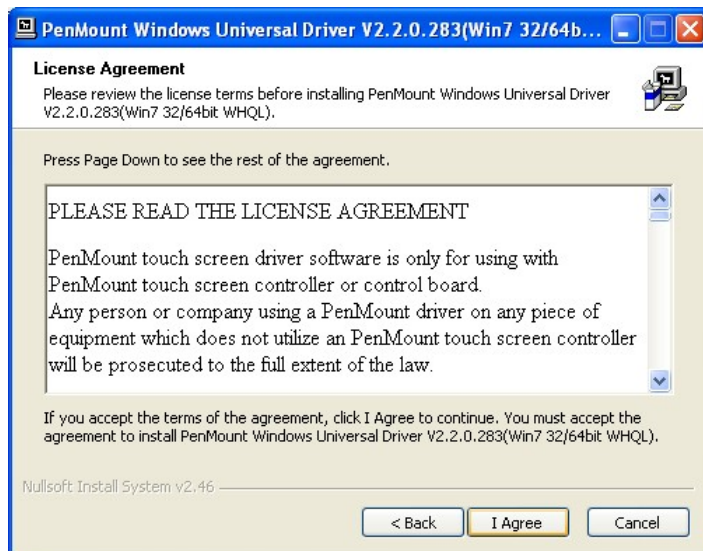 PenMount Windows Universal Driver V2.2.0.283(Win7 32/64b...
License Agreement
Please review the license terms before installing PenMount Windows Universal Driver
V2.2.0.283(Win7 32/64bit WHQL).
Press Page Down to see the rest of the agreement.
PLEASE READ THE LICENSE AGREEMENT
PenMount touch screen driver software is only for using with
PenMount touch screen controller or control board.
Any person or company using a PenMount driver on any piece of
equipment which does not utilize an PenMount touch screen controller
will be prosecuted to the full extent of the law.
If you accept the terms of the agreement, click I Agree to continue. You must accept the
agreement to install PenMount Windows Universal Driver V2.2.0.283(Win7 32/64bit WHQL).
Nullsoft Install System v2.46
< Back
I Agree
Cancel